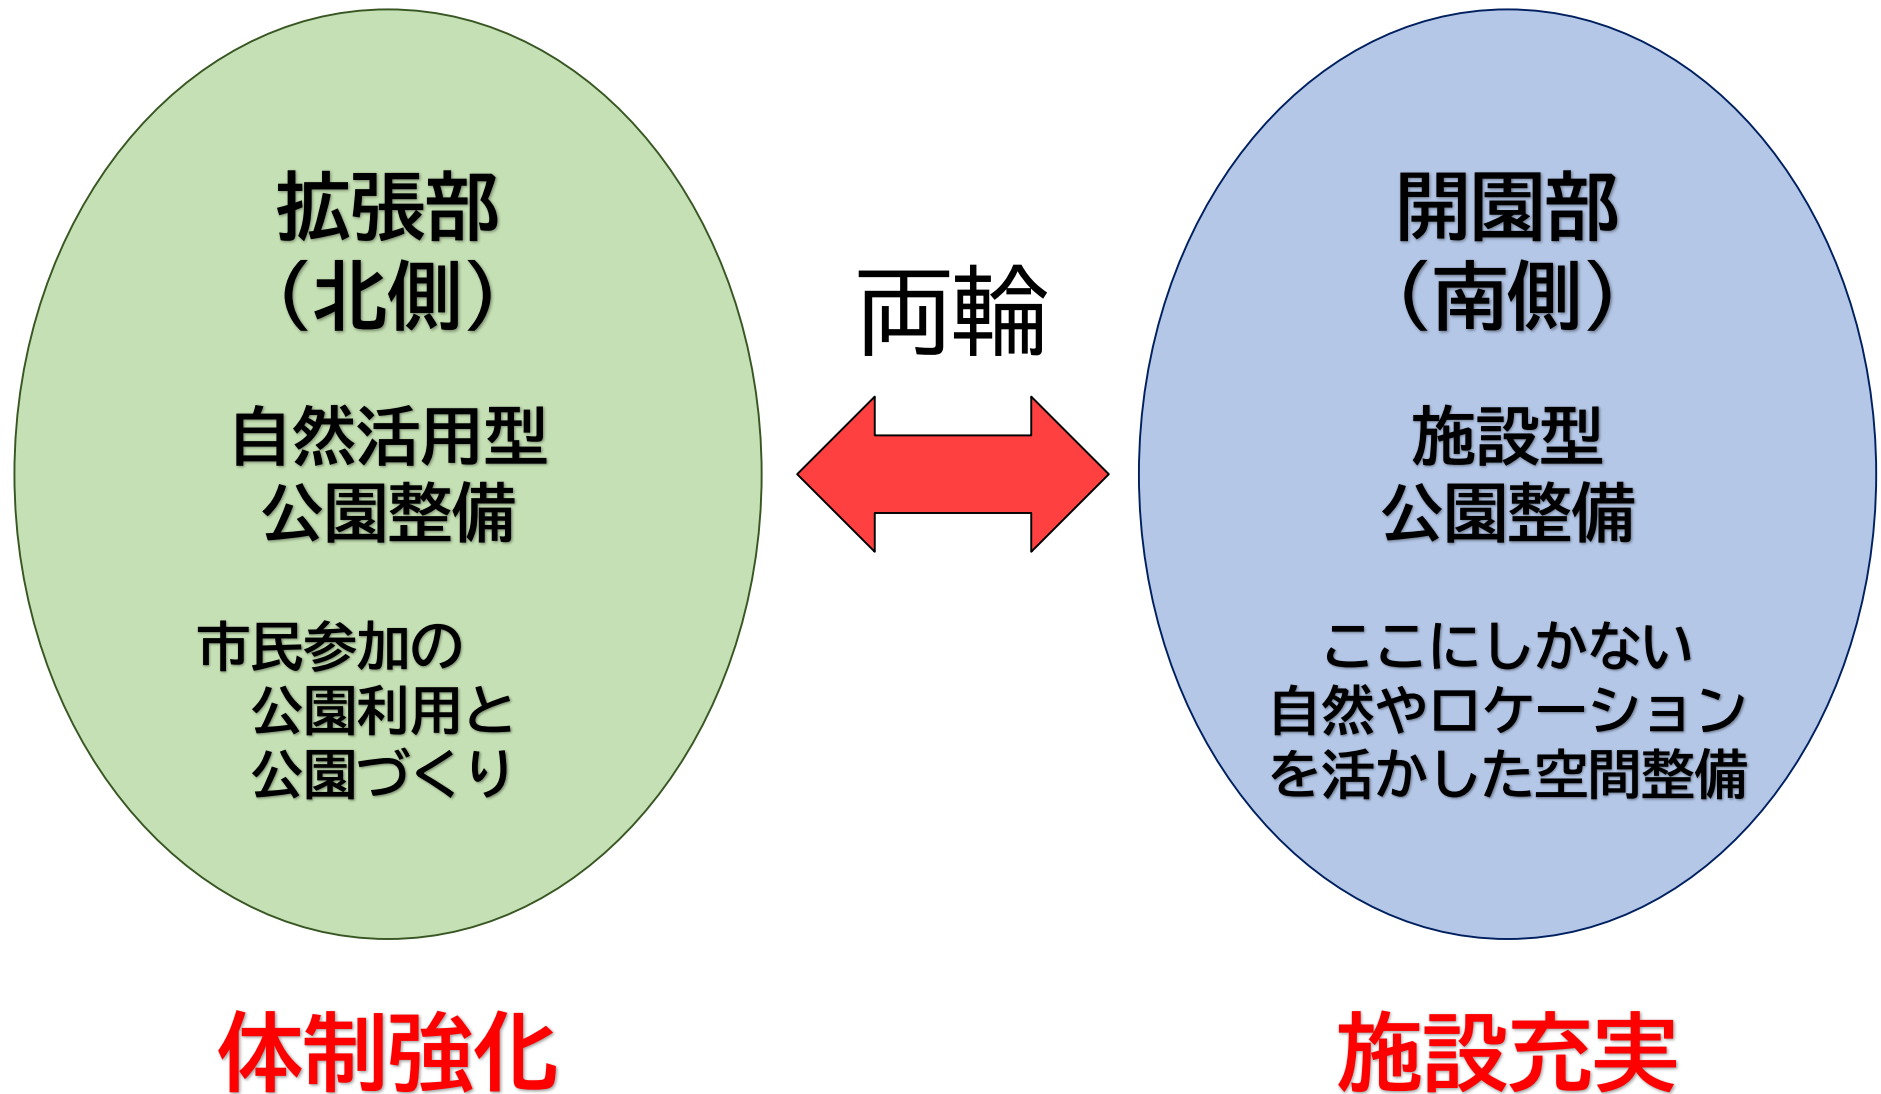 拡張部
（北側）
自然活用型
公園整備
市民参加の
公園利用と
公園づくり
体制強化
両輪
開園部
（南側）
施設型
公園整備
ここにしかない
自然やロケーション
を活かした空間整備
施設充実